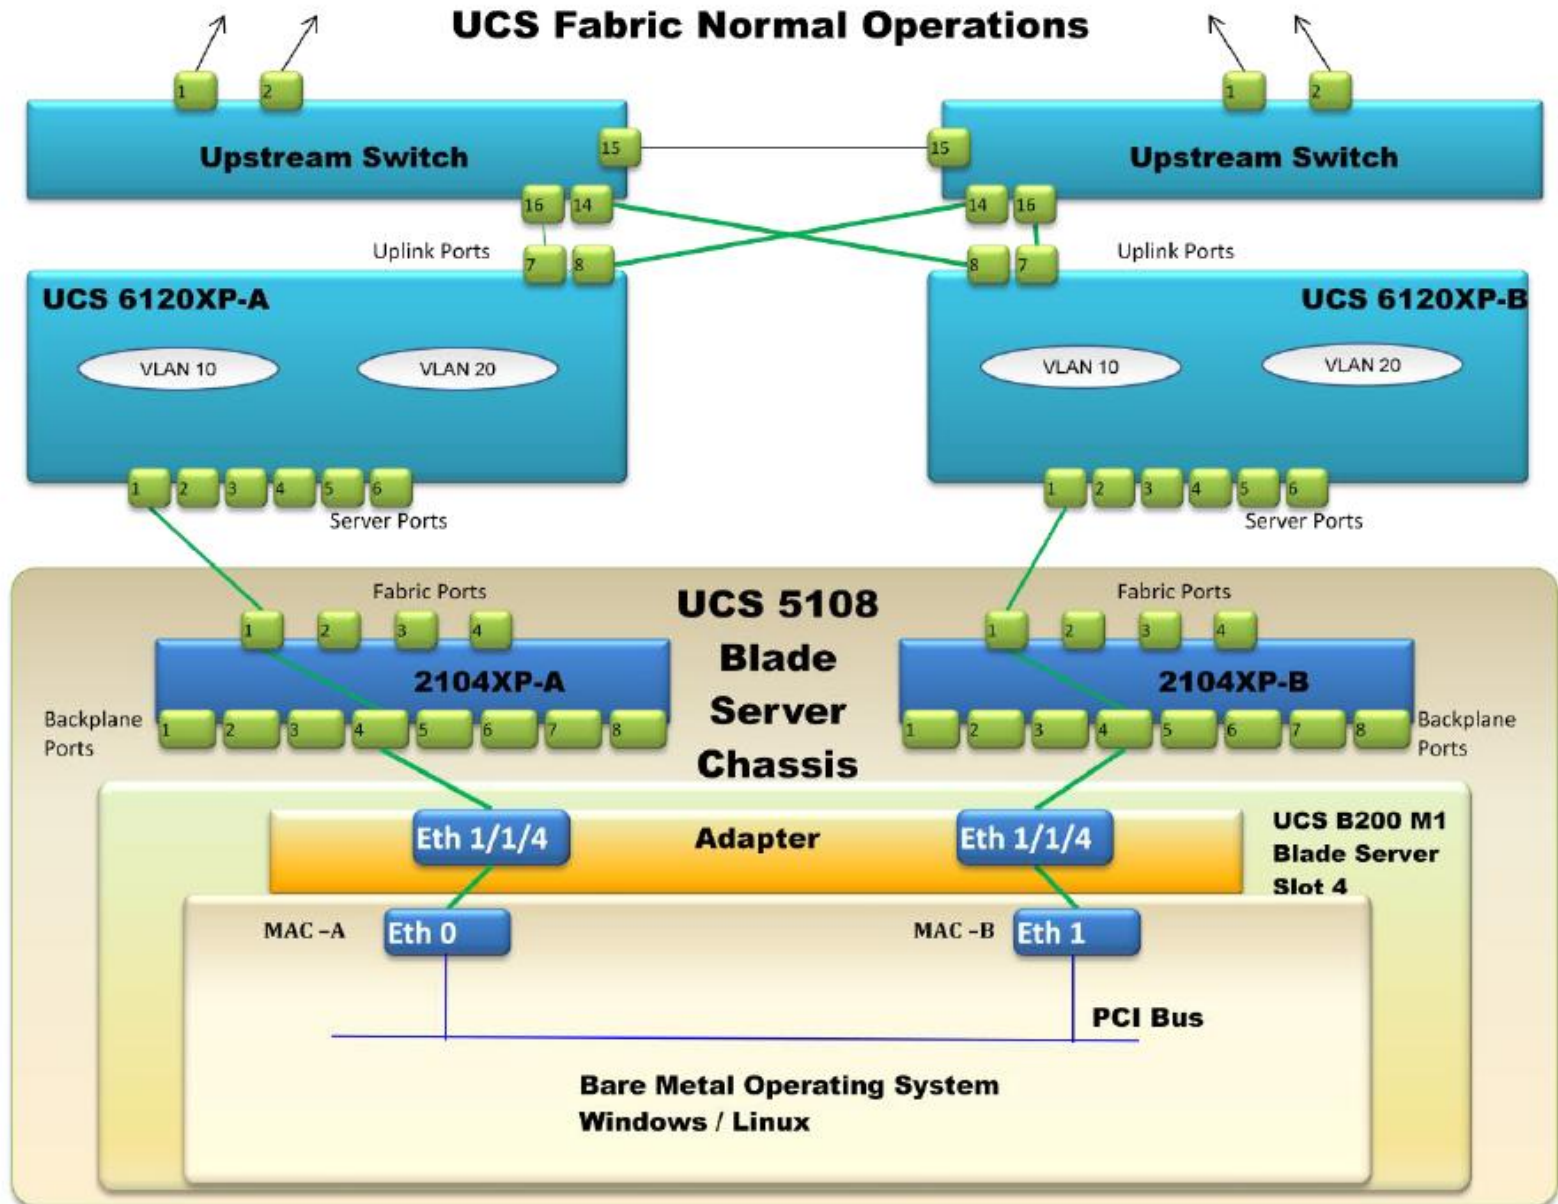 UCS Fabric Normal Operations
1
2
1
2
Upstream Switch
15
15
Upstream Switch
16
14
14
16
Uplink Ports
7
8
8
7
Uplink Ports
UCS 6120XP-A
UCS 6120XP-B
VLAN 10
VLAN 20
VLAN 10
VLAN 20
1
2
3
4
5
6
1
2
3
4
5
6
Server Ports
Server Ports
Fabric Ports
UCS 5108
Blade
Server
Chassis
Fabric Ports
1
2
3
4
1
2
3
4
2104XP-A
2104XP-B
Backplane
Ports
1
2
3
4
5
6
7
8
1
2
3
4
5
6
7
8
Backplane
Ports
Eth 1/1/4
Adapter
Eth 1/1/4
UCS B200 M1
Blade Server
Slot 4
MAC –A
Eth 0
MAC –B
Eth 1
PCI Bus
Bare Metal Operating System
Windows / Linux